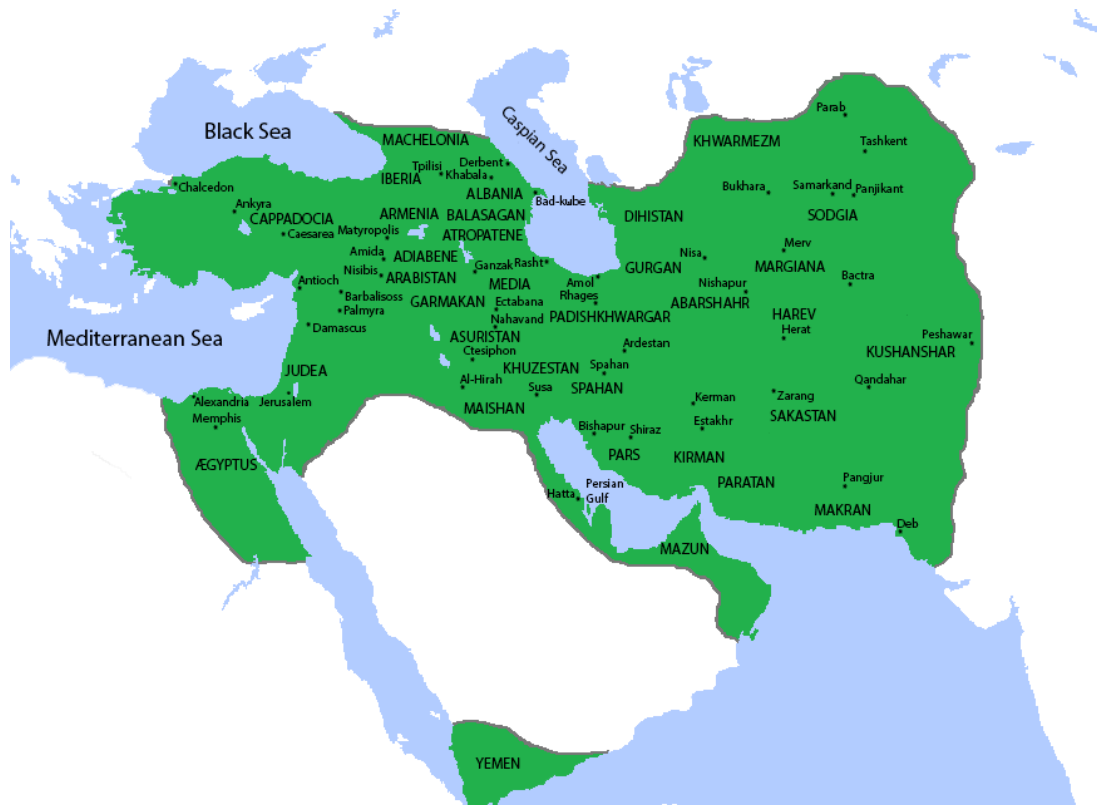 Parab
Black Sea
MACHELONIA
Caspian Sea
KHWARMEZM
Tashkent
Derbent
Tpilisi
Khabala
IBERIA
Chalcedon
ALBANIA
Bad-kube
Bukhara
Samarkand
Panjikant
Ankyra
CAPPADOCIA
ARMENIA
BALASAGAN
DIHISTAN
SODGIA
Caesarea
Matyropolis
ATROPATENE
Merv
Amida
ADIABENE
Nisa
MARGIANA
Nisibis
ARABISTAN
Ganzak
Rasht
GURGAN
Bactra
Antioch
MEDIA
Amol
Nishapur
Barbalisoss
GARMAKAN
Ectabana
Rhages
ABARSHAHR
Palmyra
Nahavand
PADISHKHWARGAR
HAREV
Mediterranean Sea
Damascus
ASURISTAN
Ardestan
Herat
Peshawar
KUSHANSHAR
Ctesiphon
KHUZESTAN
Spahan
JUDEA
Al-Hirah
Susa
SPAHAN
Qandahar
Alexandria
Jerusalem
MAISHAN
Kerman
Zarang
Memphis
SAKASTAN
Bishapur
Shiraz
Estakhr
ÆGYPTUS
PARS
KIRMAN
Persian
Gulf
PARATAN
Pangjur
Hatta
MAKRAN
Deb
MAZUN
YEMEN